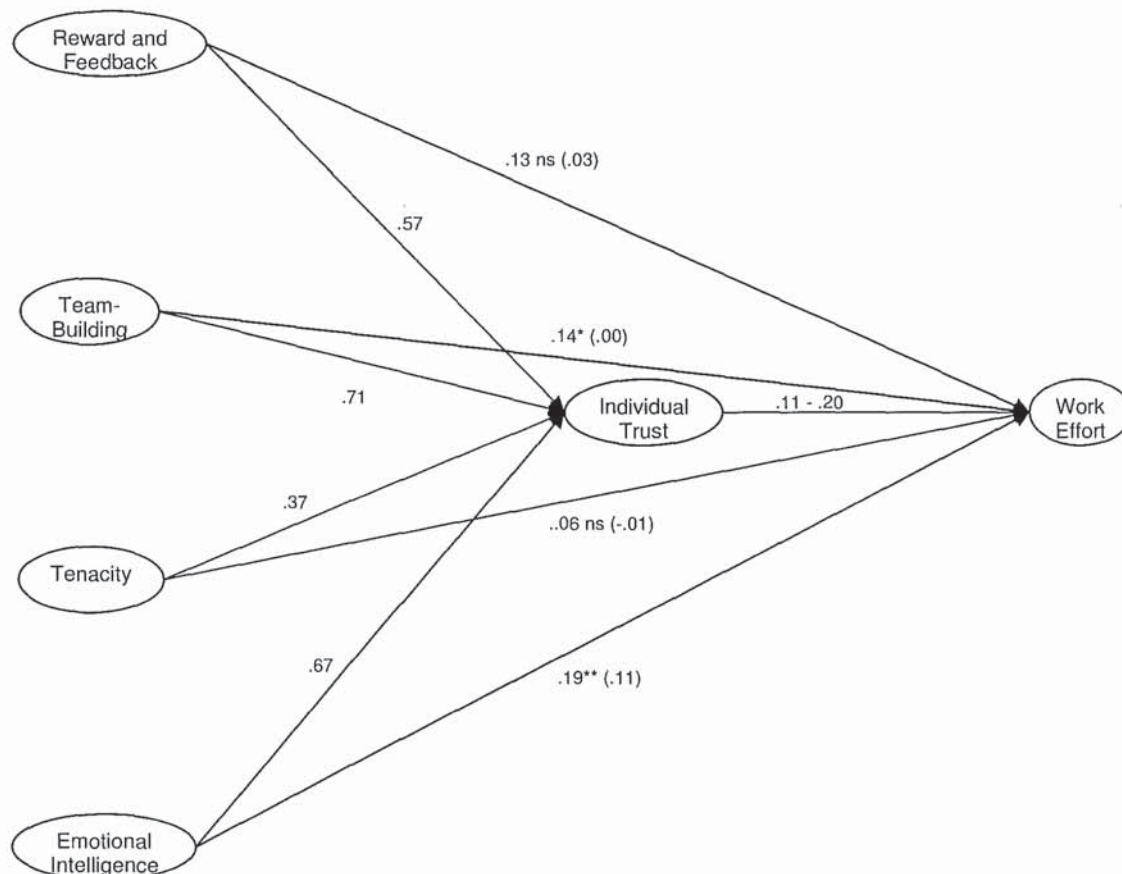 Reward and
Feedback
.13 ns (.03)
.57
Team-
Building
.14* (.00)
.71
Individual
Trust
.11 - .20
Work
Effort
.37
..06 ns (-.01)
Tenacity
.67
.19** (.11)
Emotional
Intelligence